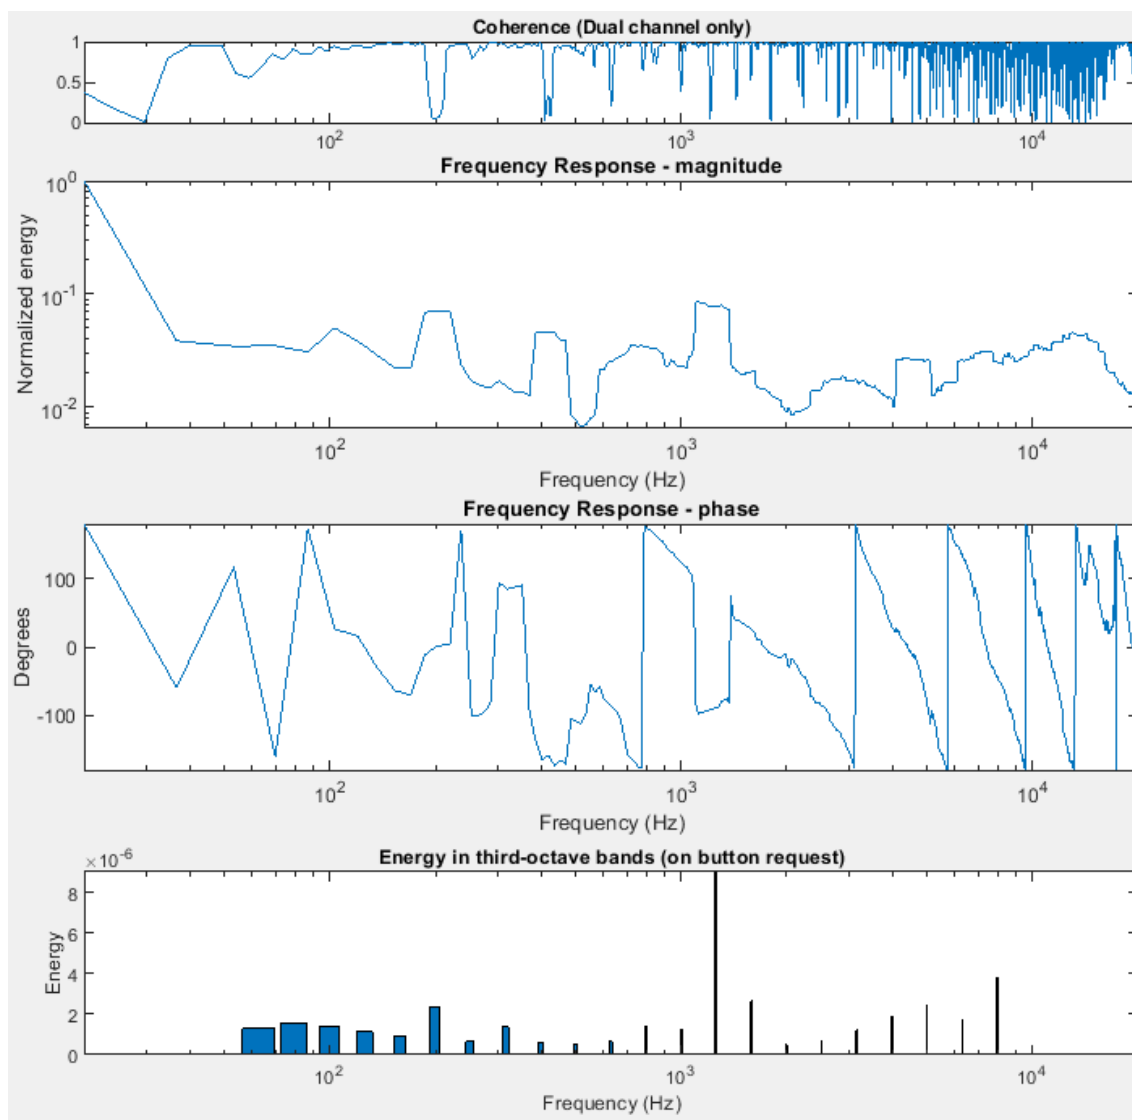 Coherence (Dual channel only)
1
0.5
0
10^2 10^3 10^4
Frequency Response - magnitude
Normalized energy
10^0
10^-1
10^-2
10^2 10^3 10^4
Frequency (Hz)
Frequency Response - phase
Degrees
100
0
-100
10^2 10^3 10^4
Frequency (Hz)
×10^-6
Energy in third-octave bands (on button request)
Energy
8
6
4
2
0
10^2 10^3 10^4
Frequency (Hz)